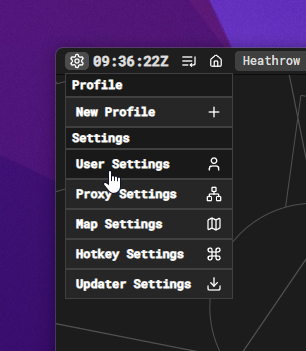 09:36:22Z Heathrow
Profile
New Profile
Settings
User Settings
Proxy Settings
Map Settings
Hotkey Settings
Updater Settings